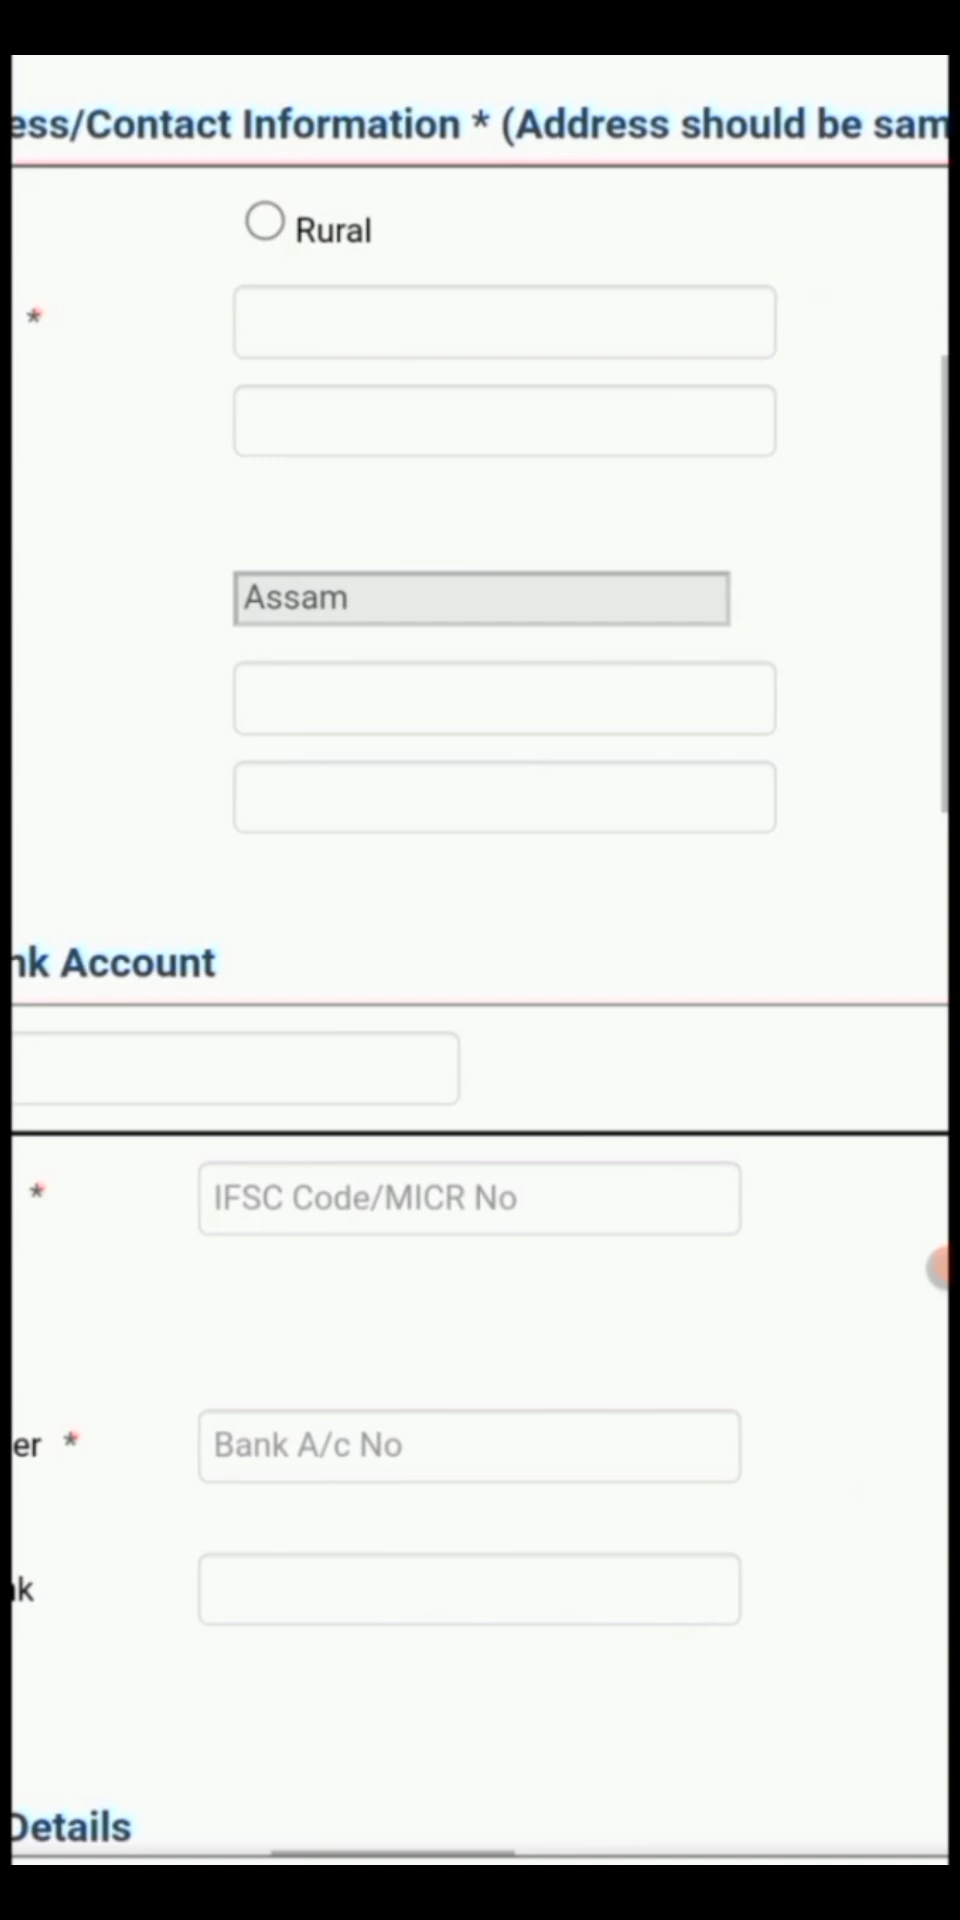 ess/Contact Information * (Address should be sam
Rural
*
Assam
nk Account
* IFSC Code/MICR No
er * Bank A/c No
nk
Details